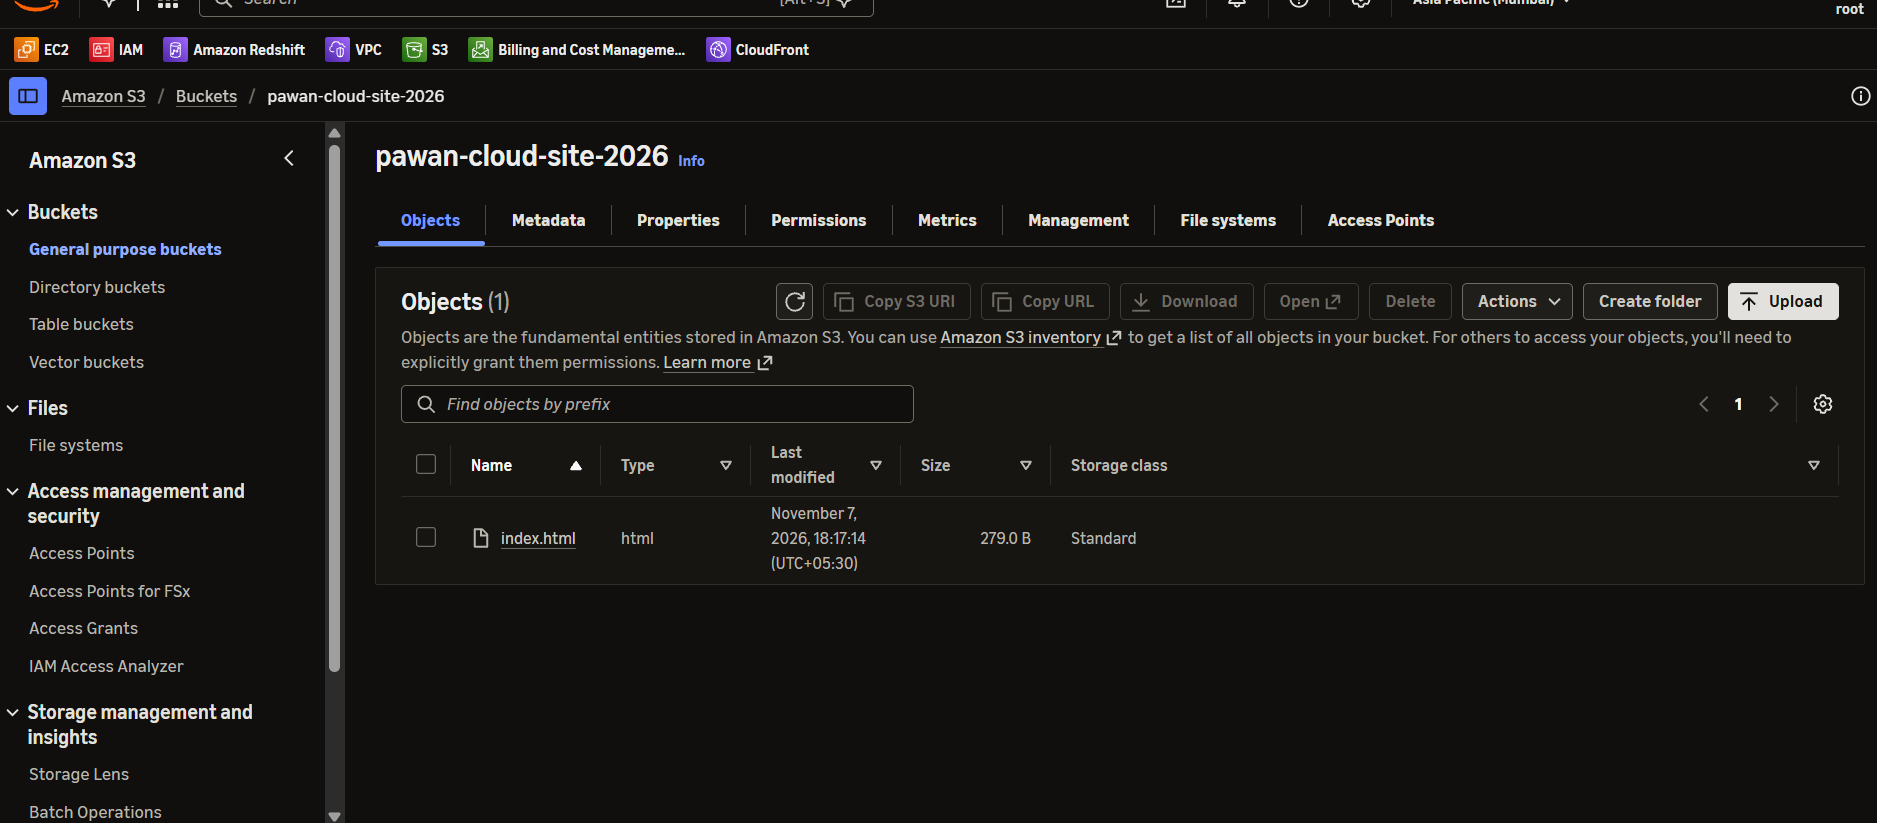 Search [Alt+S] Asia Pacific (Mumbai)
root
EC2 IAM Amazon Redshift VPC S3 Billing and Cost Manageme... CloudFront
Amazon S3 / Buckets / pawan-cloud-site-2026
Amazon S3
Buckets
General purpose buckets
Directory buckets
Table buckets
Vector buckets
Files
File systems
Access management and
security
Access Points
Access Points for FSx
Access Grants
IAM Access Analyzer
Storage management and
insights
Storage Lens
Batch Operations
pawan-cloud-site-2026 Info
Objects Metadata Properties Permissions Metrics Management File systems Access Points
Objects (1) Copy S3 URI Copy URL Download Open Delete Actions Create folder Upload
Objects are the fundamental entities stored in Amazon S3. You can use Amazon S3 inventory to get a list of all objects in your bucket. For others to access your objects, you'll need to
explicitly grant them permissions. Learn more
Find objects by prefix
1
Name Type Last modified Size Storage class
index.html html November 7, 2026, 18:17:14 (UTC+05:30) 279.0 B Standard